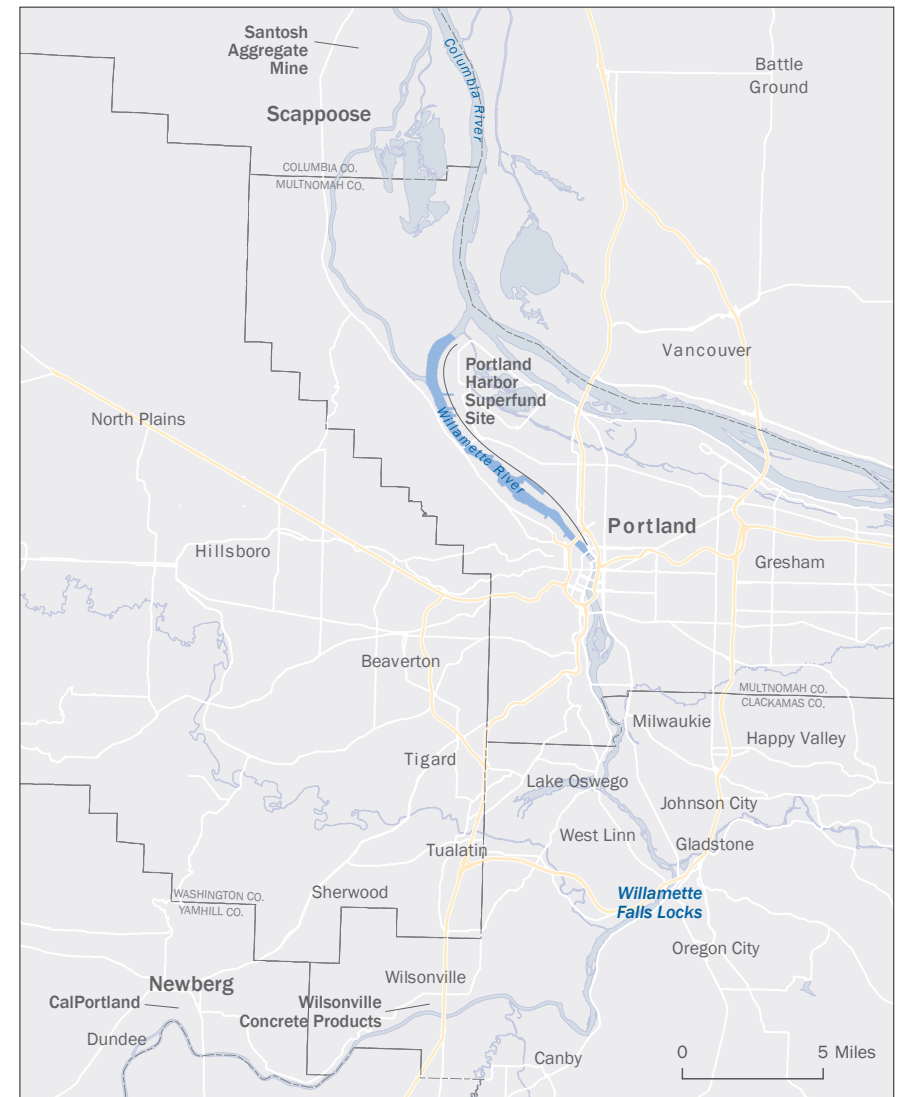 Santosh
Aggregate
Mine
Columbia River
Battle
Ground
Scappoose
COLUMBIA CO.
MULTNOMAH CO.
Vancouver
Portland
Harbor
Superfund
Site
North Plains
Willamette River
Portland
Hillsboro
Gresham
Beaverton
MULTNOMAH CO.
CLACKAMAS CO.
Milwaukie
Happy Valley
Tigard
Lake Oswego
Johnson City
West Linn
Gladstone
Tualatin
WASHINGTON CO.
YAMHILL CO.
Sherwood
Willamette
Falls Locks
Oregon City
Newberg
Wilsonville
CalPortland
Wilsonville
Concrete Products
Dundee
Canby
0
5 Miles